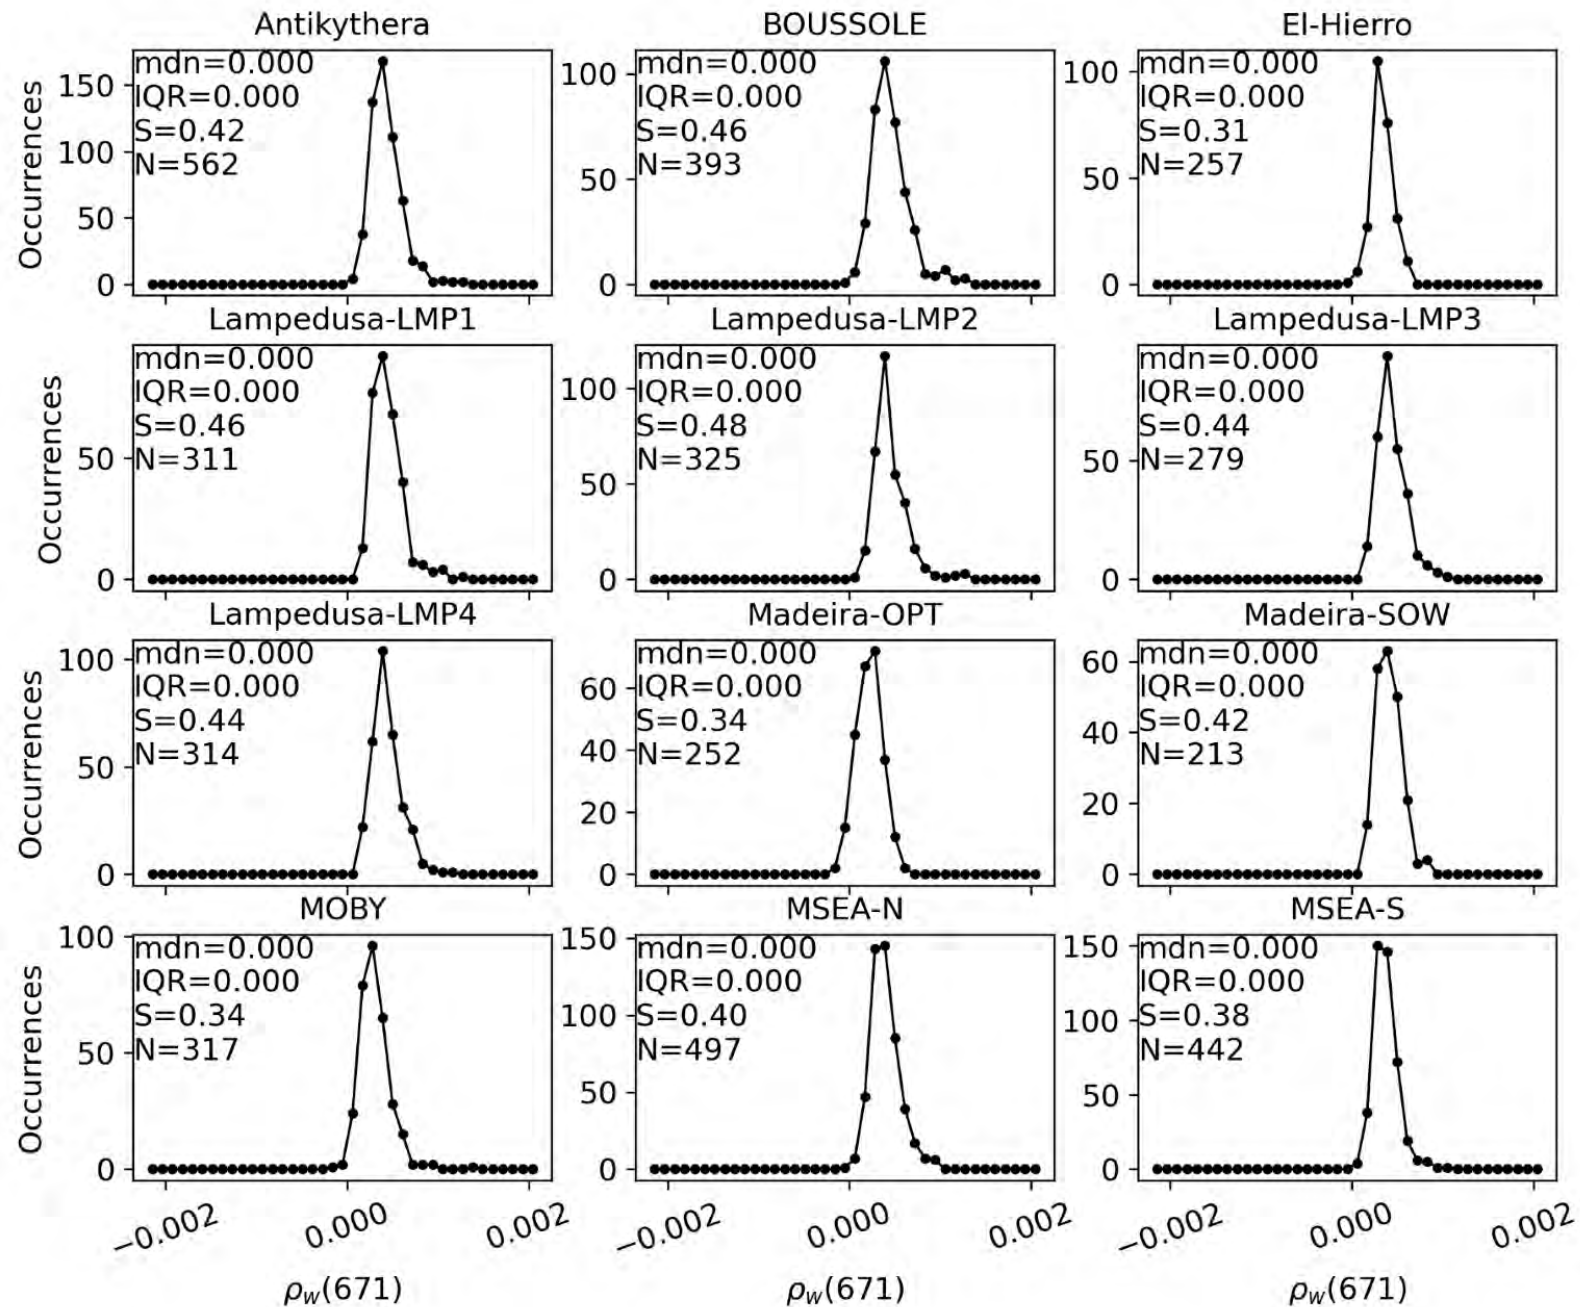 Antikythera
mdn=0.000
IQR=0.000
S=0.42
N=562
Occurrences
150
100
50
0
BOUSSOLE
mdn=0.000
IQR=0.000
S=0.46
N=393
100
50
0
El-Hierro
mdn=0.000
IQR=0.000
S=0.31
N=257
100
50
0
Lampedusa-LMP1
mdn=0.000
IQR=0.000
S=0.46
N=311
Occurrences
50
0
Lampedusa-LMP2
mdn=0.000
IQR=0.000
S=0.48
N=325
100
50
0
Lampedusa-LMP3
mdn=0.000
IQR=0.000
S=0.44
N=279
50
0
Lampedusa-LMP4
mdn=0.000
IQR=0.000
S=0.44
N=314
Occurrences
100
50
0
Madeira-OPT
mdn=0.000
IQR=0.000
S=0.34
N=252
60
40
20
0
Madeira-SOW
mdn=0.000
IQR=0.000
S=0.42
N=213
60
40
20
0
MOBY
mdn=0.000
IQR=0.000
S=0.34
N=317
Occurrences
100
50
0
−0.002 0.000 0.002
ρw(671)
MSEA-N
mdn=0.000
IQR=0.000
S=0.40
N=497
150
100
50
0
−0.002 0.000 0.002
ρw(671)
MSEA-S
mdn=0.000
IQR=0.000
S=0.38
N=442
150
100
50
0
−0.002 0.000 0.002
ρw(671)